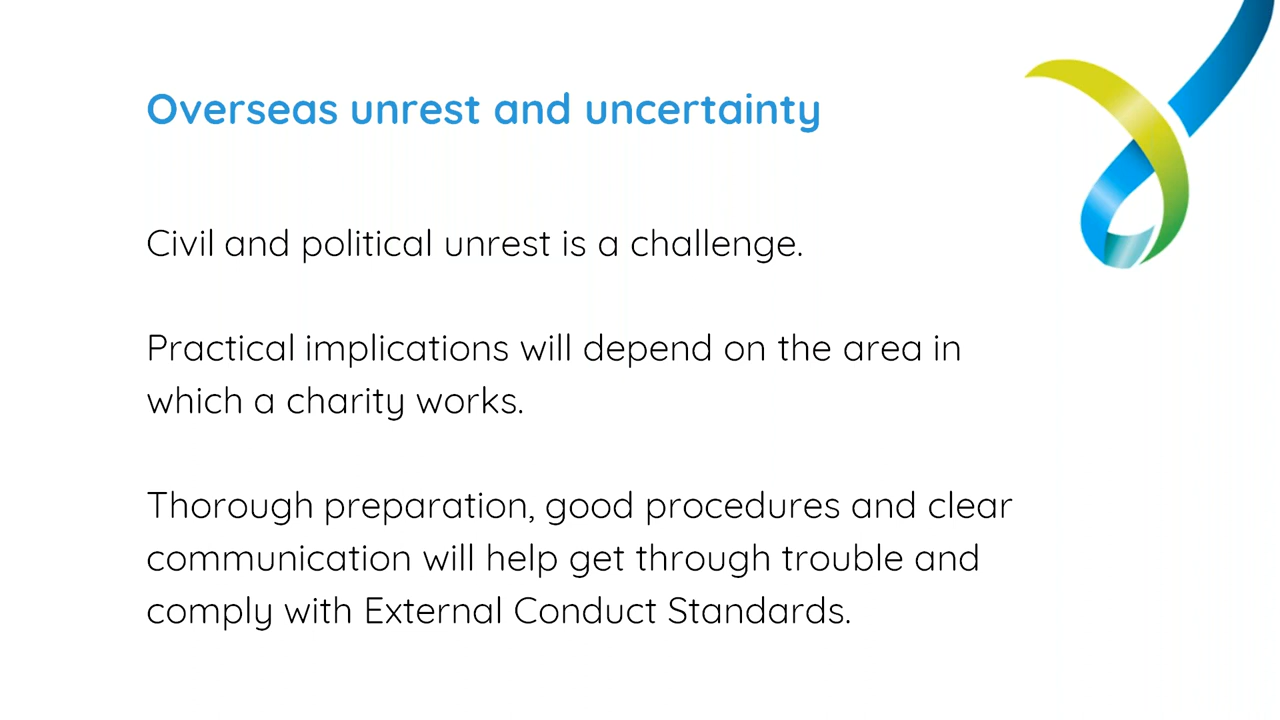 Overseas unrest and uncertainty
Civil and political unrest is a challenge.
Practical implications will depend on the area in
which a charity works.
Thorough preparation, good procedures and clear
communication will help get through trouble and
comply with External Conduct Standards.